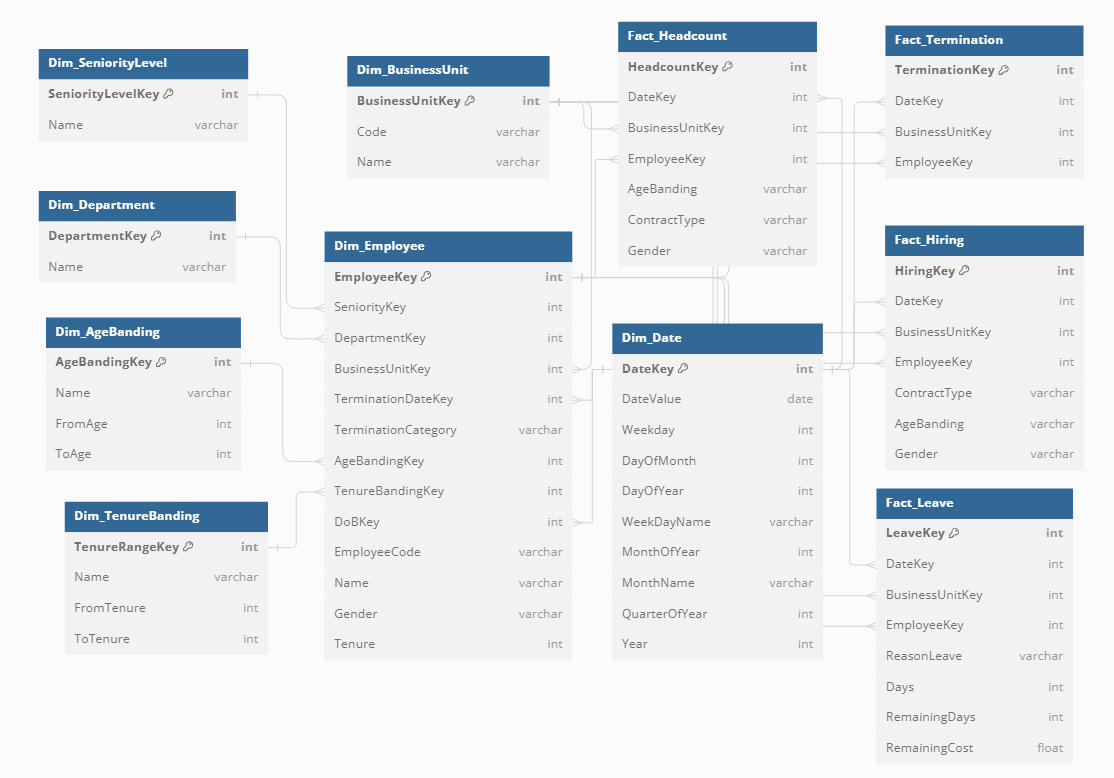 Dim_SeniorityLevel
SeniorityLevelKey int
Name varchar
Dim_Department
DepartmentKey int
Name varchar
Dim_AgeBanding
AgeBandingKey int
Name varchar
FromAge int
ToAge int
Dim_TenureBanding
TenureRangeKey int
Name varchar
FromTenure int
ToTenure int
Dim_BusinessUnit
BusinessUnitKey int
Code varchar
Name varchar
Dim_Employee
EmployeeKey int
SeniorityKey int
DepartmentKey int
BusinessUnitKey int
TerminationDateKey int
TerminationCategory varchar
AgeBandingKey int
TenureBandingKey int
DoBKey int
EmployeeCode varchar
Name varchar
Gender varchar
Tenure int
Fact_Headcount
HeadcountKey int
DateKey int
BusinessUnitKey int
EmployeeKey int
AgeBanding varchar
ContractType varchar
Gender varchar
Dim_Date
DateKey int
DateValue date
Weekday int
DayOfMonth int
DayOfYear int
WeekDayName varchar
MonthOfYear int
MonthName varchar
QuarterOfYear int
Year int
Fact_Termination
TerminationKey int
DateKey int
BusinessUnitKey int
EmployeeKey int
Fact_Hiring
HiringKey int
DateKey int
BusinessUnitKey int
EmployeeKey int
ContractType varchar
AgeBanding varchar
Gender varchar
Fact_Leave
LeaveKey int
DateKey int
BusinessUnitKey int
EmployeeKey int
ReasonLeave varchar
Days int
RemainingDays int
RemainingCost float